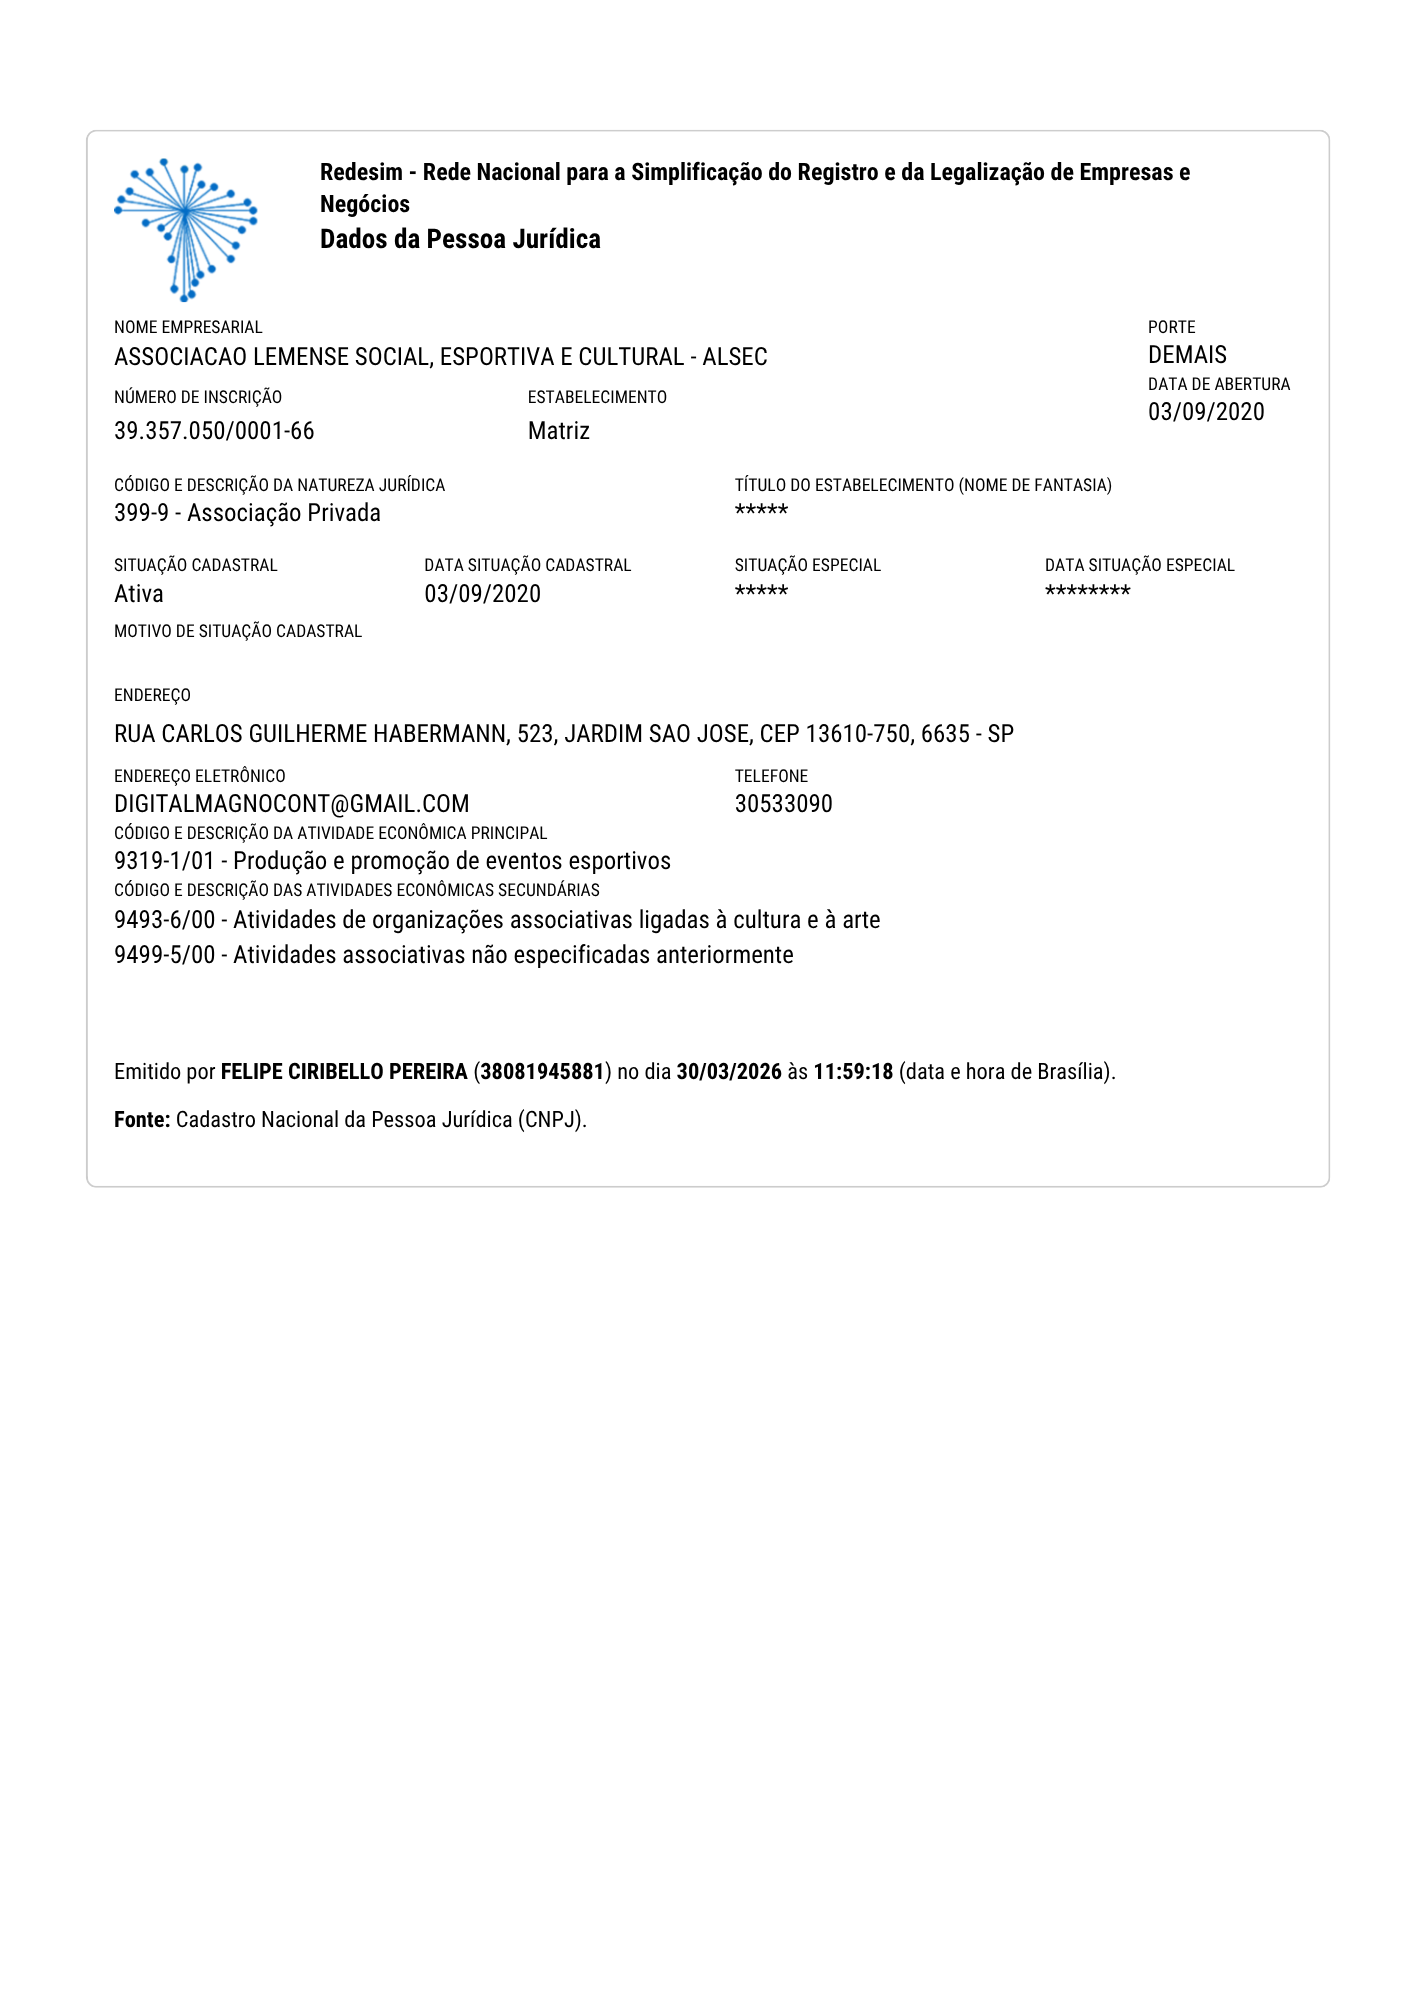 Redesim - Rede Nacional para a Simplificação do Registro e da Legalização de Empresas e
Negócios
Dados da Pessoa Jurídica
NOME EMPRESARIAL
ASSOCIACAO LEMENSE SOCIAL, ESPORTIVA E CULTURAL - ALSEC
PORTE
DEMAIS
NÚMERO DE INSCRIÇÃO
39.357.050/0001-66
ESTABELECIMENTO
Matriz
DATA DE ABERTURA
03/09/2020
CÓDIGO E DESCRIÇÃO DA NATUREZA JURÍDICA
399-9 - Associação Privada
TÍTULO DO ESTABELECIMENTO (NOME DE FANTASIA)
*****
SITUAÇÃO CADASTRAL
Ativa
DATA SITUAÇÃO CADASTRAL
03/09/2020
SITUAÇÃO ESPECIAL
*****
DATA SITUAÇÃO ESPECIAL
********
MOTIVO DE SITUAÇÃO CADASTRAL
ENDEREÇO
RUA CARLOS GUILHERME HABERMANN, 523, JARDIM SAO JOSE, CEP 13610-750, 6635 - SP
ENDEREÇO ELETRÔNICO
DIGITALMAGNOCONT@GMAIL.COM
TELEFONE
30533090
CÓDIGO E DESCRIÇÃO DA ATIVIDADE ECONÔMICA PRINCIPAL
9319-1/01 - Produção e promoção de eventos esportivos
CÓDIGO E DESCRIÇÃO DAS ATIVIDADES ECONÔMICAS SECUNDÁRIAS
9493-6/00 - Atividades de organizações associativas ligadas à cultura e à arte
9499-5/00 - Atividades associativas não especificadas anteriormente
Emitido por FELIPE CIRIBELLO PEREIRA (38081945881) no dia 30/03/2026 às 11:59:18 (data e hora de Brasília).
Fonte: Cadastro Nacional da Pessoa Jurídica (CNPJ).